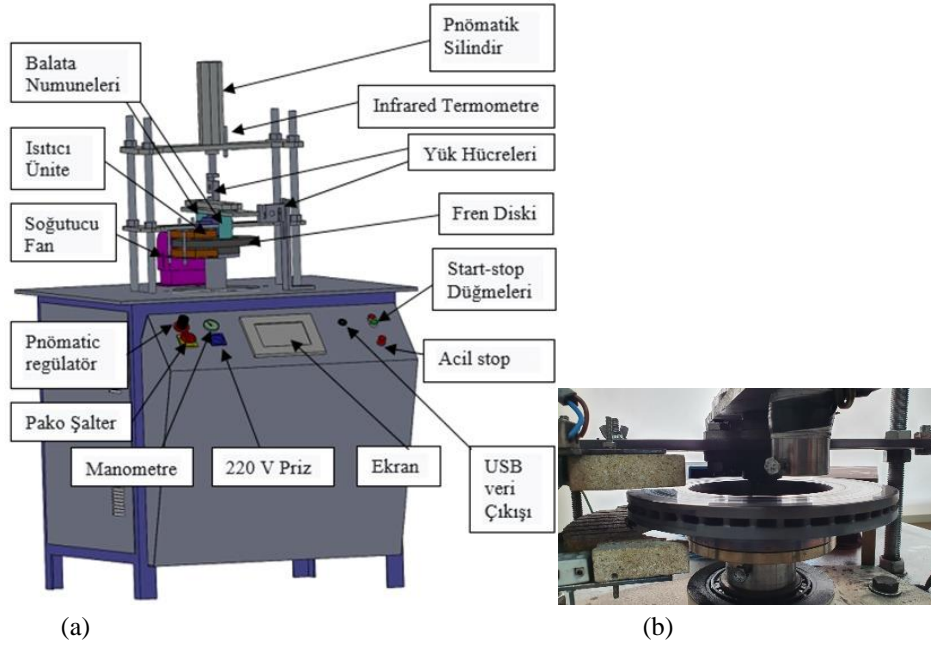 Pnömatik
Silindir
Balata
Numuneleri
Infrared Termometre
Isıtıcı
Ünite
Yük Hücreleri
Soğutucu
Fan
Fren Diski
Start-stop
Düğmeleri
Pnömatic
regülatör
Acil stop
Pako Şalter
Manometre
220 V Priz
Ekran
USB
veri
Çıkışı
(a)
(b)